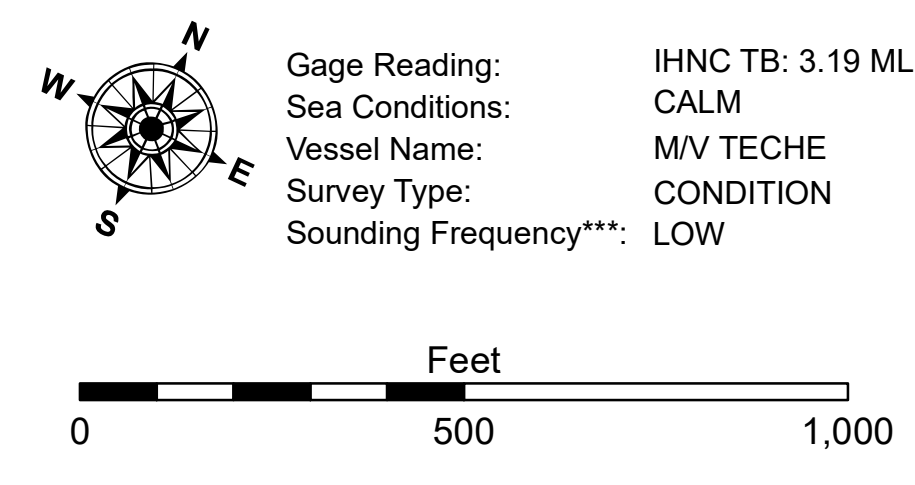 N
W
E
S
Gage Reading: IHNC TB: 3.19 ML
Sea Conditions: CALM
Vessel Name: M/V TECHE
Survey Type: CONDITION
Sounding Frequency***: LOW
Feet
0 500 1,000